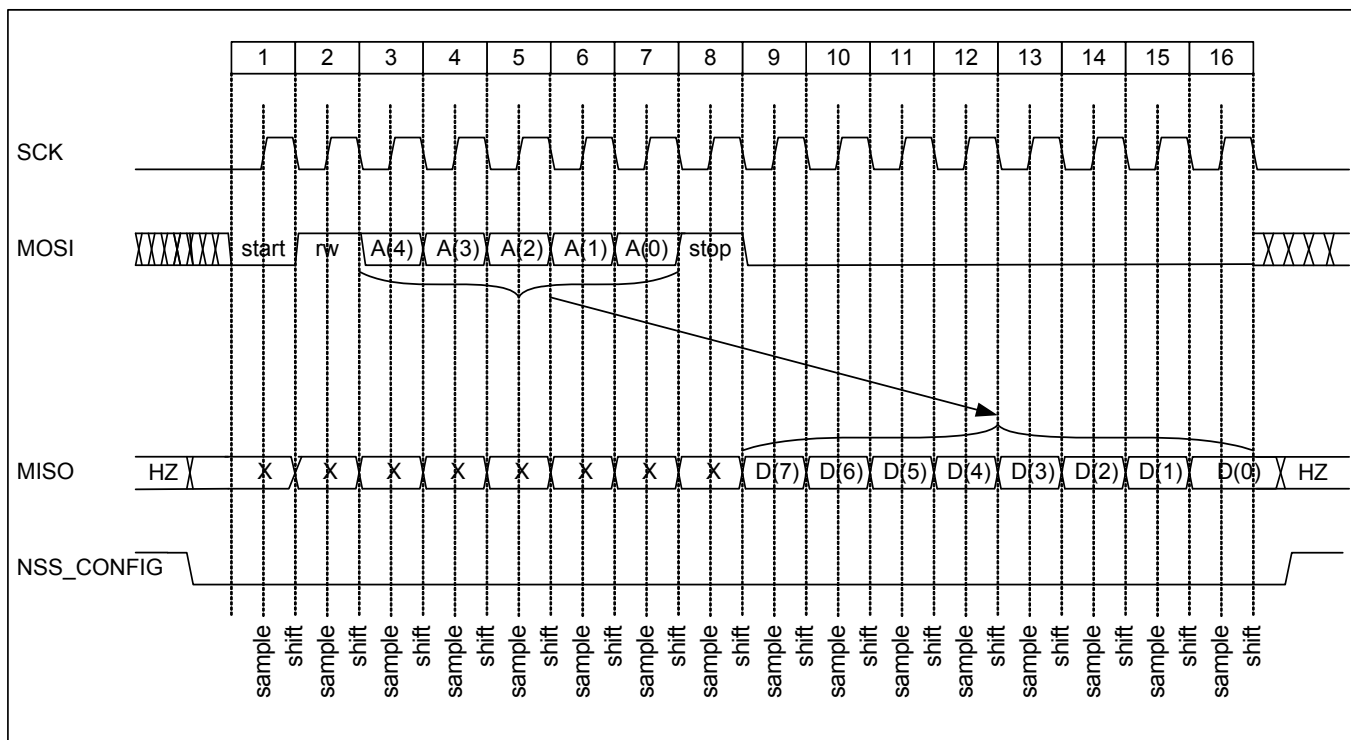 1 2 3 4 5 6 7 8 9 10 11 12 13 14 15 16
SCK
MOSI start rw A(4) A(3) A(2) A(1) A(0) stop
MISO HZ X X X X X X X X D(7) D(6) D(5) D(4) D(3) D(2) D(1) D(0) HZ
NSS_CONFIG
sample shift sample shift sample shift sample shift sample shift sample shift sample shift sample shift sample shift sample shift sample shift sample shift sample shift sample shift sample shift sample shift